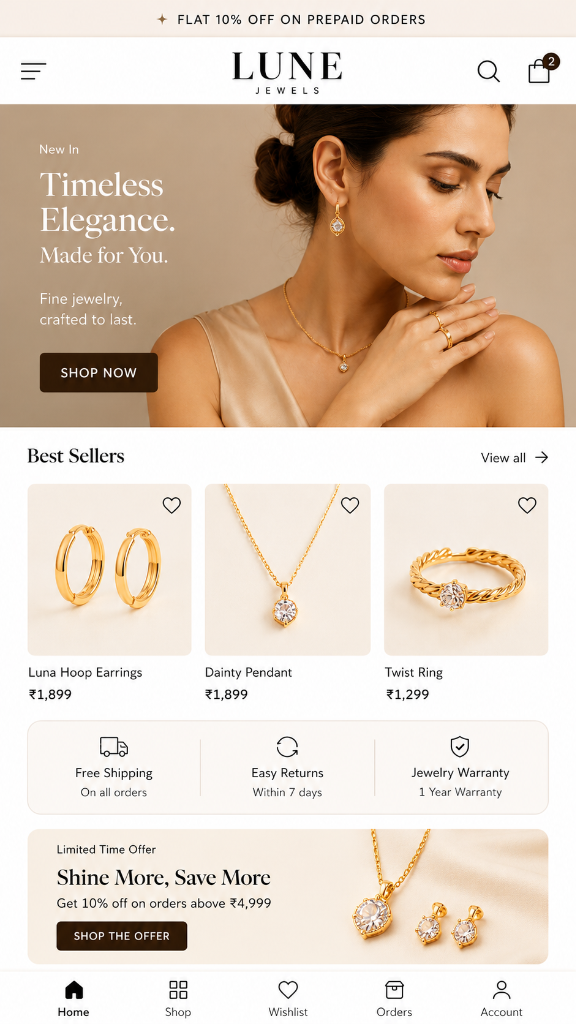 FLAT 10% OFF ON PREPAID ORDERS
LUNE
JEWELS
2
New In
Timeless
Elegance.
Made for You.
Fine jewelry,
crafted to last.
SHOP NOW
Best Sellers
View all
Luna Hoop Earrings
₹1,899
Dainty Pendant
₹1,899
Twist Ring
₹1,299
Free Shipping
On all orders
Easy Returns
Within 7 days
Jewelry Warranty
1 Year Warranty
Limited Time Offer
Shine More, Save More
Get 10% off on orders above ₹4,999
SHOP THE OFFER
Home
Shop
Wishlist
Orders
Account